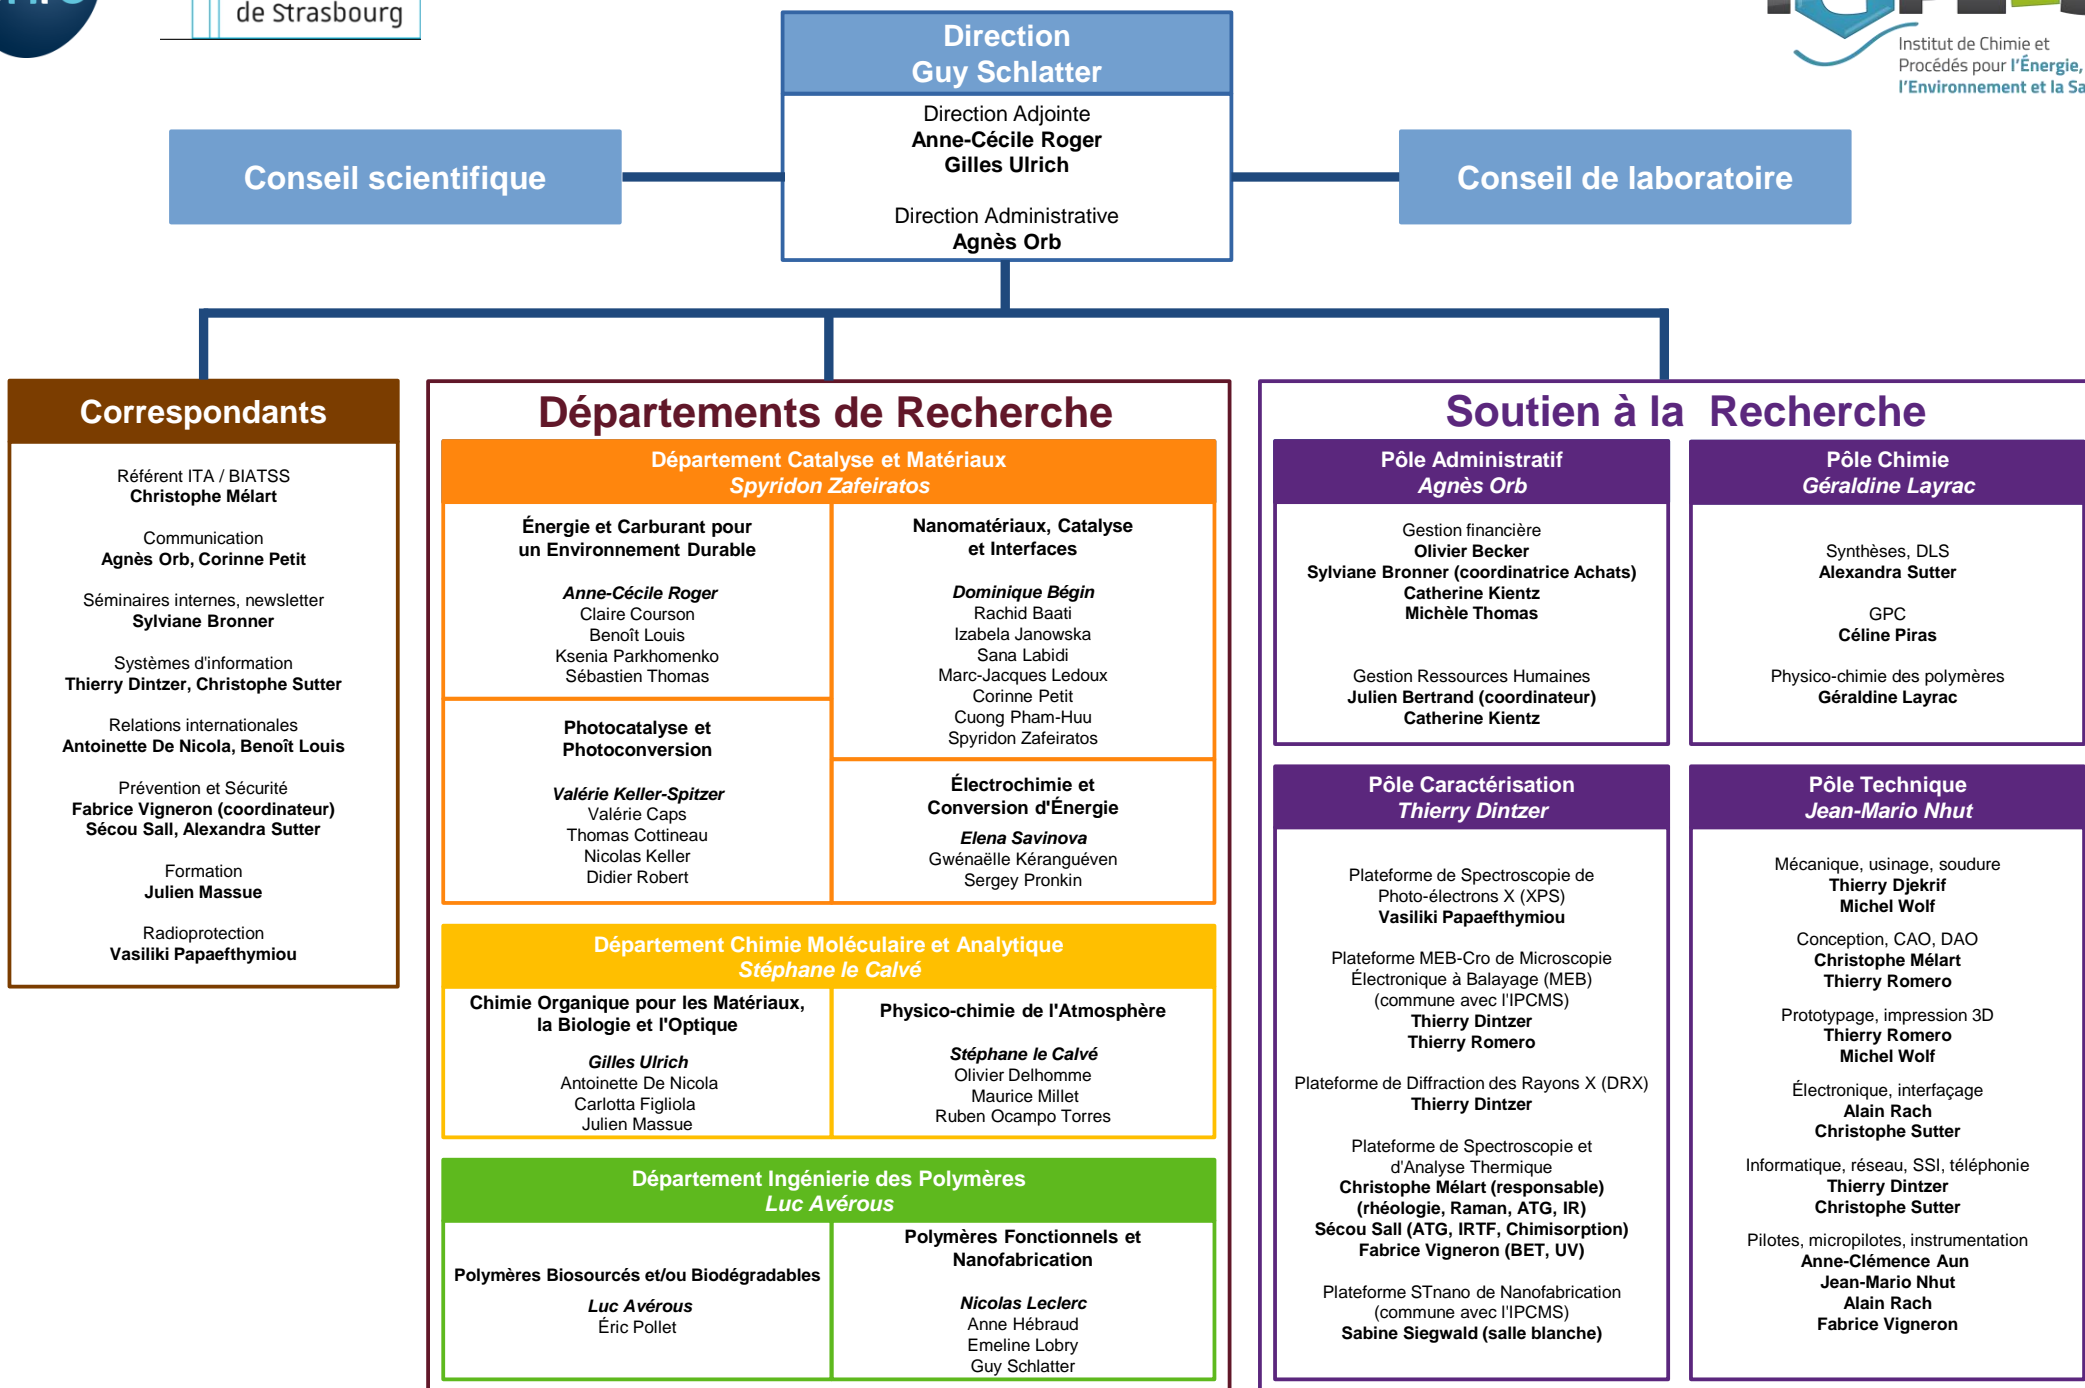 de Strasbourg
Institut de Chimie et
Procédés pour l'Énergie,
l'Environnement et la
Direction
Guy Schlatter
Direction Adjointe
Anne-Cécile Roger
Gilles Ulrich
Direction Administrative
Agnès Orb
Conseil scientifique
Conseil de laboratoire
Correspondants
Référent ITA / BIATSS
Christophe Mélart
Communication
Agnès Orb, Corinne Petit
Séminaires internes, newsletter
Sylviane Bronner
Systèmes d'information
Thierry Dintzer, Christophe Sutter
Relations internationales
Antoinette De Nicola, Benoît Louis
Prévention et Sécurité
Fabrice Vigneron (coordinateur)
Sécou Sall, Alexandra Sutter
Formation
Julien Massue
Radioprotection
Vasiliki Papaefthymiou
Départements de Recherche
Département Catalyse et Matériaux
Spyridon Zafeiratos
Énergie et Carburant pour
un Environnement Durable
Anne-Cécile Roger
Claire Courson
Benoît Louis
Ksenia Parkhomenko
Sébastien Thomas
Photocatalyse et
Photoconversion
Valérie Keller-Spitzer
Valérie Caps
Thomas Cottineau
Nicolas Keller
Didier Robert
Nanomatériaux, Catalyse
et Interfaces
Dominique Bégin
Rachid Baati
Izabela Janowska
Sana Labidi
Marc-Jacques Ledoux
Corinne Petit
Cuong Pham-Huu
Spyridon Zafeiratos
Électrochimie et
Conversion d'Énergie
Elena Savinova
Gwénaëlle Kéranguéven
Sergey Pronkin
Département Chimie Moléculaire et Analytique
Stéphane le Calvé
Chimie Organique pour les Matériaux,
la Biologie et l'Optique
Gilles Ulrich
Antoinette De Nicola
Carlotta Figliola
Julien Massue
Physico-chimie de l'Atmosphère
Stéphane le Calvé
Olivier Delhomme
Maurice Millet
Ruben Ocampo Torres
Département Ingénierie des Polymères
Luc Avérous
Polymères Biosourcés et/ou Biodégradables
Luc Avérous
Éric Pollet
Polymères Fonctionnels et
Nanofabrication
Nicolas Leclerc
Anne Hébraud
Emeline Lobry
Guy Schlatter
Soutien à la Recherche
Pôle Administratif
Agnès Orb
Gestion financière
Olivier Becker
Sylviane Bronner (coordinatrice Achats)
Catherine Kientz
Michèle Thomas
Gestion Ressources Humaines
Julien Bertrand (coordinateur)
Catherine Kientz
Pôle Chimie
Géraldine Layrac
Synthèses, DLS
Alexandra Sutter
GPC
Céline Piras
Physico-chimie des polymères
Géraldine Layrac
Pôle Caractérisation
Thierry Dintzer
Plateforme de Spectroscopie de
Photo-électrons X (XPS)
Vasiliki Papaefthymiou
Plateforme MEB-Cro de Microscopie
Électronique à Balayage (MEB)
(commune avec l'IPCMS)
Thierry Dintzer
Thierry Romero
Plateforme de Diffraction des Rayons X (DRX)
Thierry Dintzer
Plateforme de Spectroscopie et
d'Analyse Thermique
Christophe Mélart (responsable)
(rhéologie, Raman, ATG, IR)
Sécou Sall (ATG, IRTF, Chimisorption)
Fabrice Vigneron (BET, UV)
Plateforme STnano de Nanofabrication
(commune avec l'IPCMS)
Sabine Siegwald (salle blanche)
Pôle Technique
Jean-Mario Nhut
Mécanique, usinage, soudure
Thierry Djekrif
Michel Wolf
Conception, CAO, DAO
Christophe Mélart
Thierry Romero
Prototypage, impression 3D
Thierry Romero
Michel Wolf
Électronique, interfaçage
Alain Rach
Christophe Sutter
Informatique, réseau, SSI, téléphonie
Thierry Dintzer
Christophe Sutter
Pilotes, micropilotes, instrumentation
Anne-Clémence Aun
Jean-Mario Nhut
Alain Rach
Fabrice Vigneron